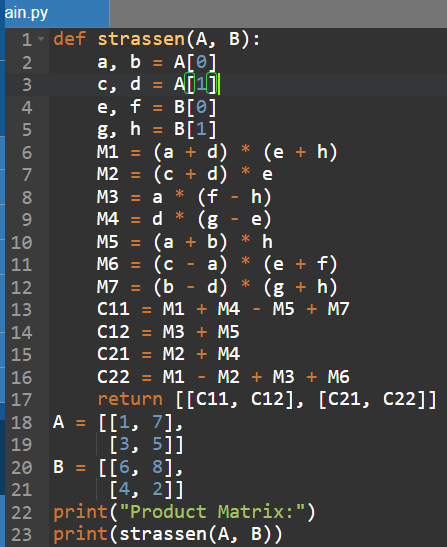 ain.py
1 def strassen(A, B):
2     a, b = A[0]
3     c, d = A[1]
4     e, f = B[0]
5     g, h = B[1]
6     M1 = (a + d) * (e + h)
7     M2 = (c + d) * e
8     M3 = a * (f - h)
9     M4 = d * (g - e)
10     M5 = (a + b) * h
11     M6 = (c - a) * (e + f)
12     M7 = (b - d) * (g + h)
13     C11 = M1 + M4 - M5 + M7
14     C12 = M3 + M5
15     C21 = M2 + M4
16     C22 = M1 - M2 + M3 + M6
17     return [[C11, C12], [C21, C22]]
18 A = [[1, 7],
19      [3, 5]]
20 B = [[6, 8],
21      [4, 2]]
22 print("Product Matrix:")
23 print(strassen(A, B))